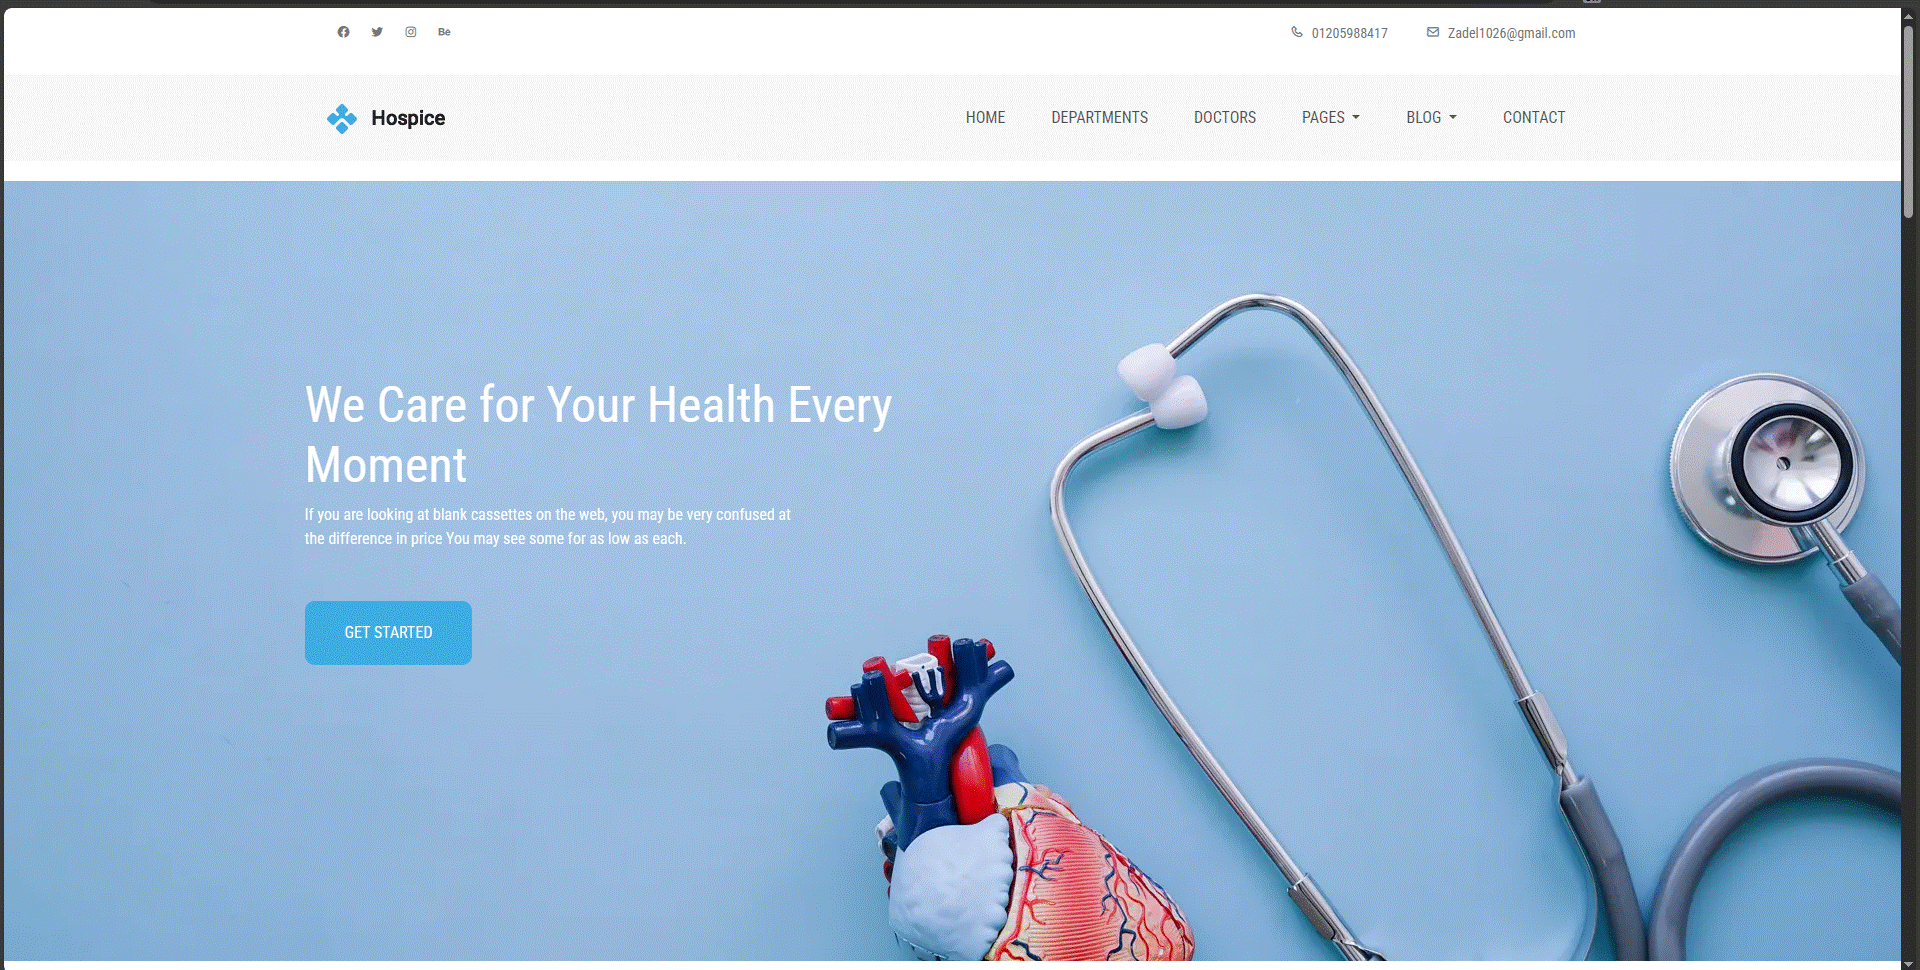 Bē 01205988417 Zadel1026@gmail.com
Hospice HOME DEPARTMENTS DOCTORS PAGES BLOG CONTACT
We Care for Your Health Every
Moment
If you are looking at blank cassettes on the web, you may be very confused at
the difference in price You may see some for as low as each.
GET STARTED